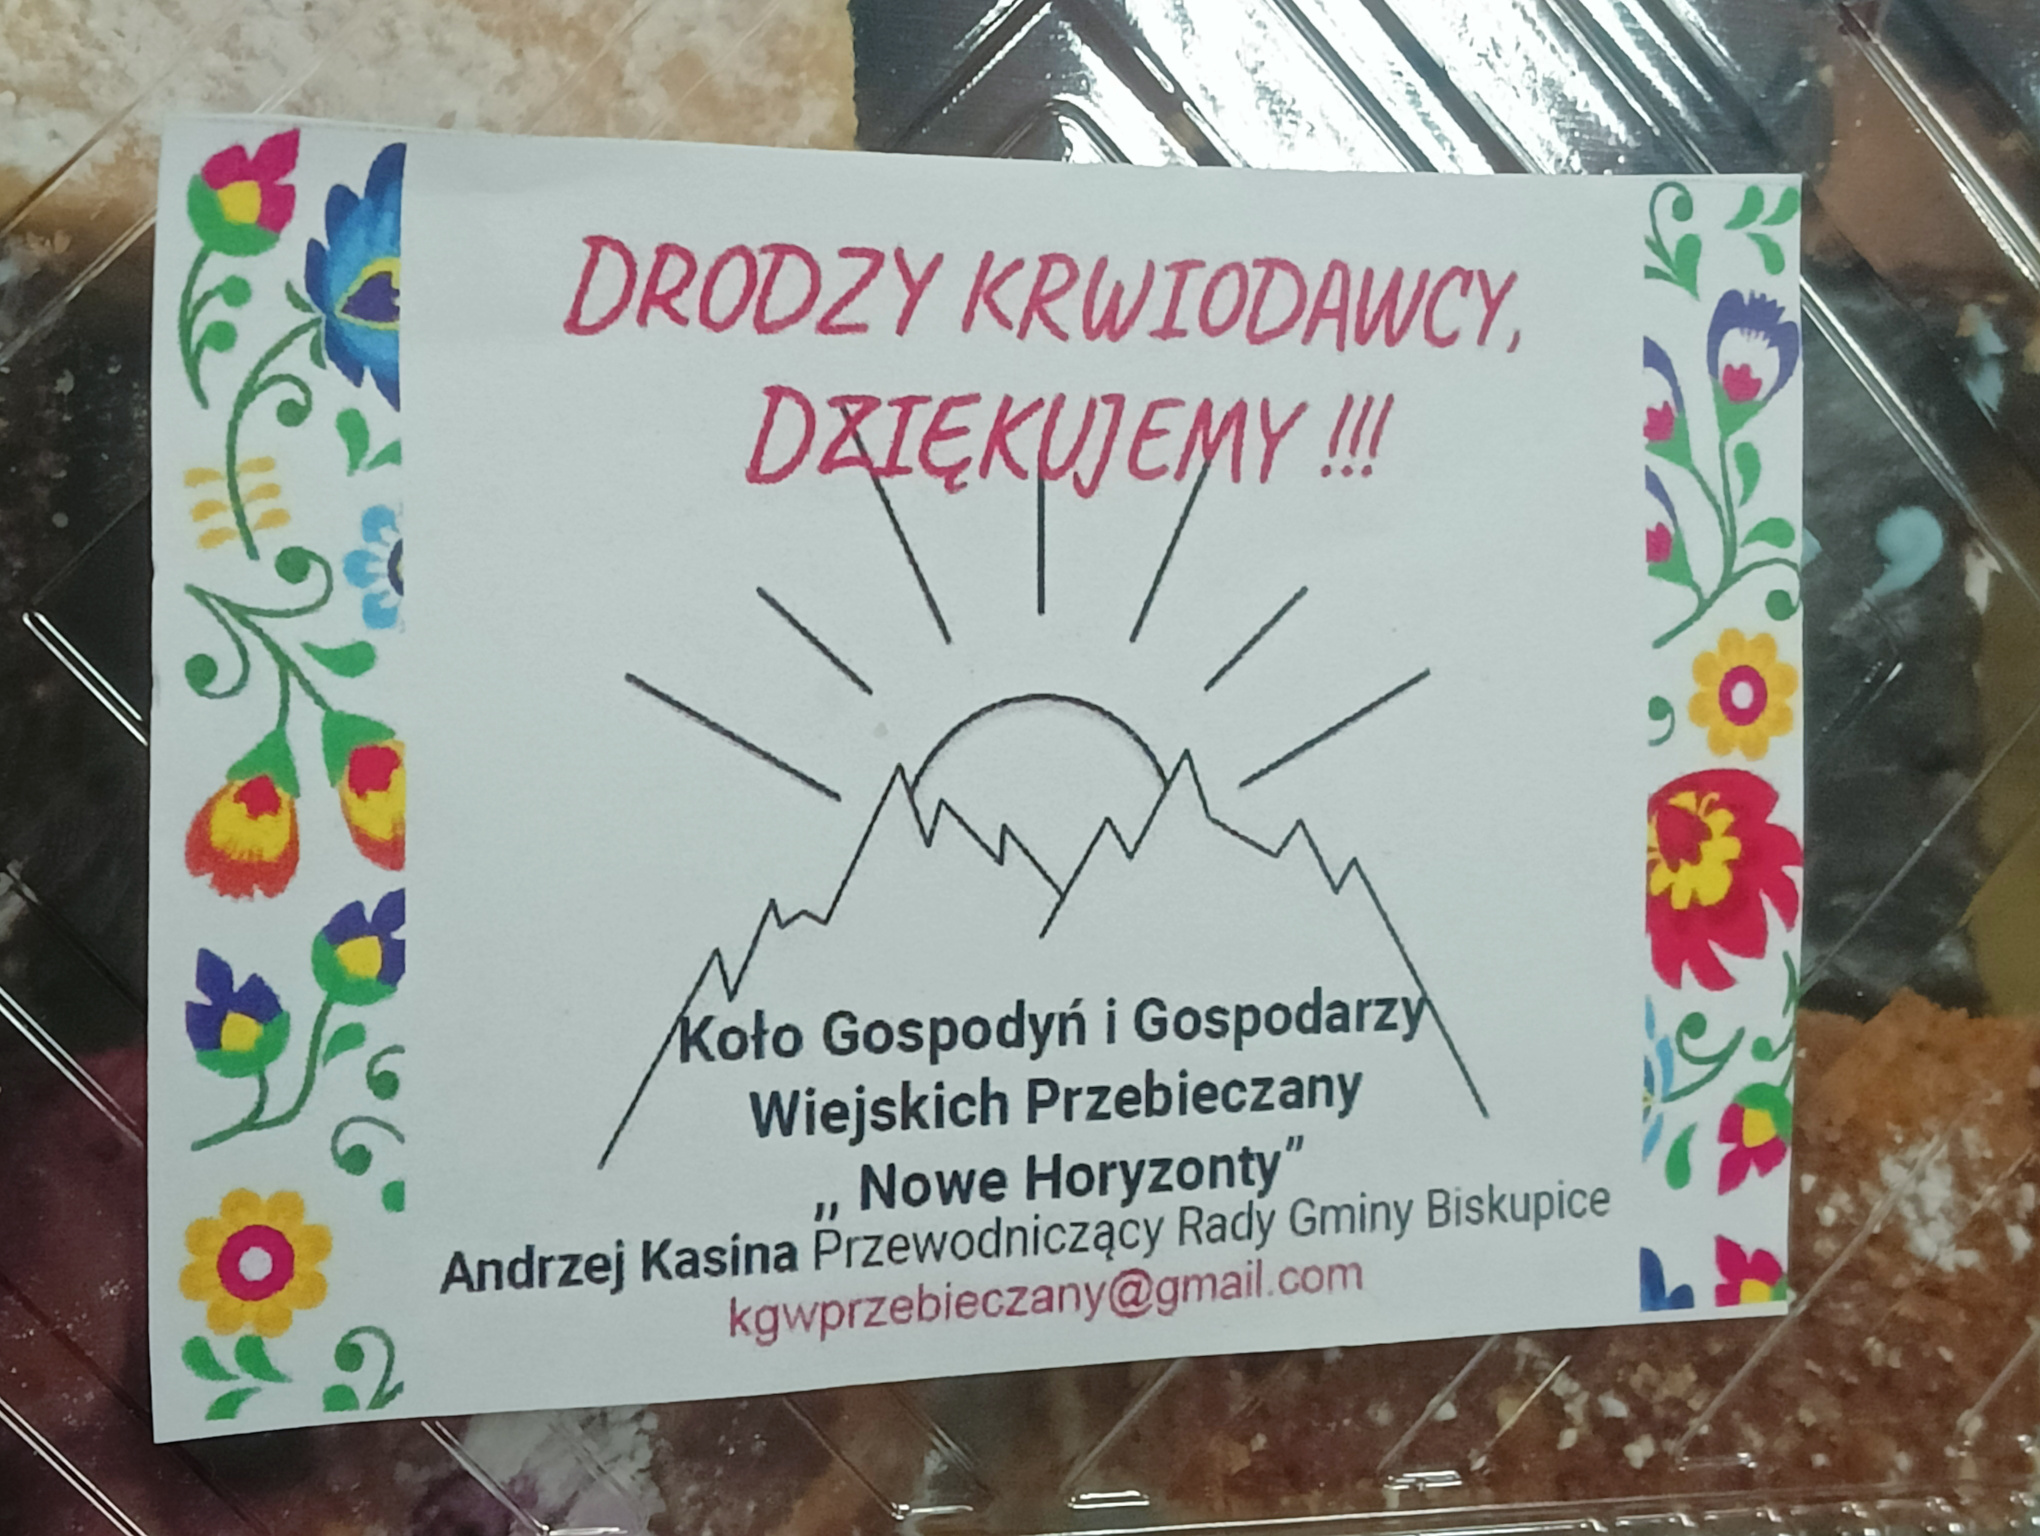 DRODZY KRWIODAWCY,
DZIĘKUJEMY !!!
Koło Gospodyń i Gospodarzy
Wiejskich Przebieczany
„ Nowe Horyzonty”
Andrzej Kasina Przewodniczący Rady Gminy Biskupice
kgwprzebieczany@gmail.com